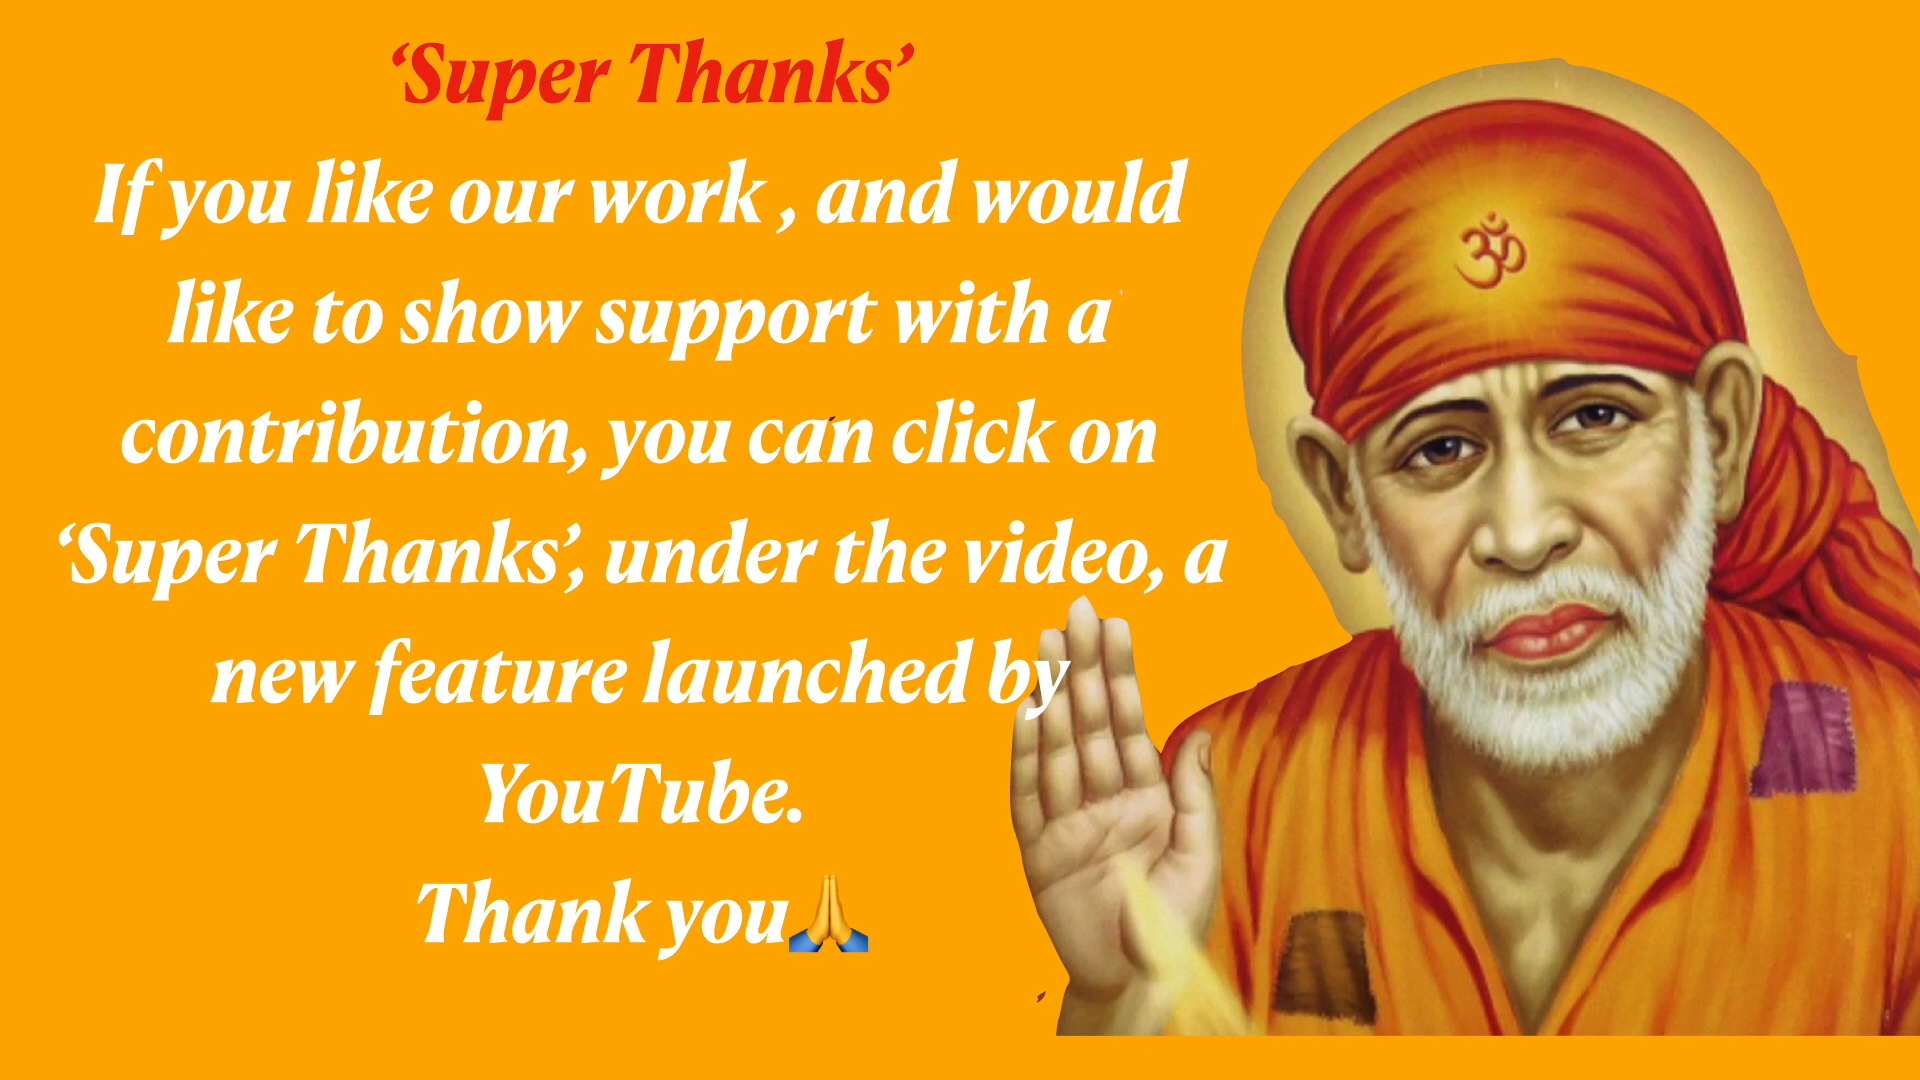 ‘Super Thanks’
If you like our work , and would
like to show support with a
contribution, you can click on
‘Super Thanks’, under the video, a
new feature launched by
YouTube.
Thank you🙏
ॐ